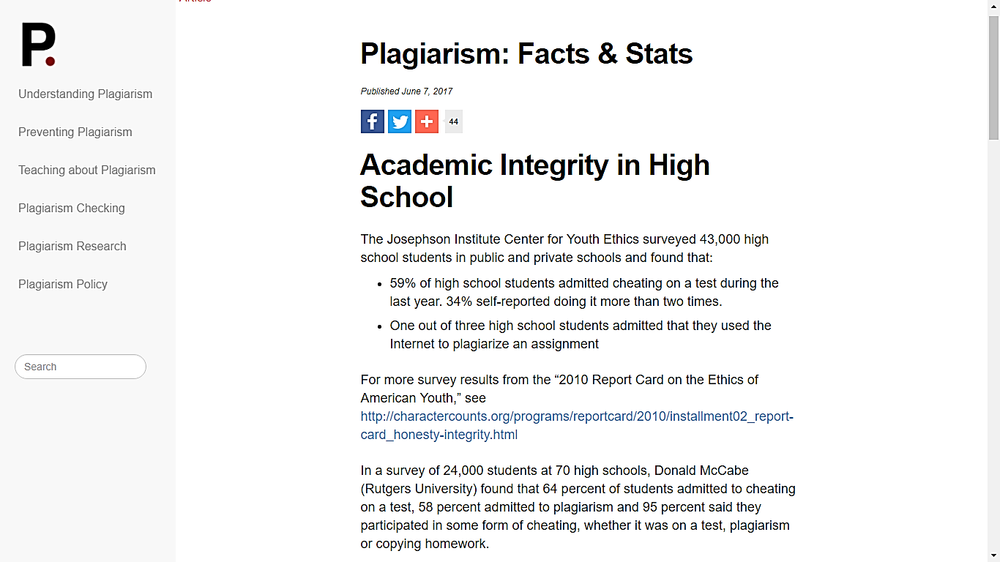 Article
P.
Understanding Plagiarism
Preventing Plagiarism
Teaching about Plagiarism
Plagiarism Checking
Plagiarism Research
Plagiarism Policy
Search
Plagiarism: Facts & Stats
Published June 7, 2017
44
Academic Integrity in High
School
The Josephson Institute Center for Youth Ethics surveyed 43,000 high
school students in public and private schools and found that:
• 59% of high school students admitted cheating on a test during the
last year. 34% self-reported doing it more than two times.
• One out of three high school students admitted that they used the
Internet to plagiarize an assignment
For more survey results from the “2010 Report Card on the Ethics of
American Youth,” see
http://charactercounts.org/programs/reportcard/2010/installment02_report-
card_honesty-integrity.html
In a survey of 24,000 students at 70 high schools, Donald McCabe
(Rutgers University) found that 64 percent of students admitted to cheating
on a test, 58 percent admitted to plagiarism and 95 percent said they
participated in some form of cheating, whether it was on a test, plagiarism
or copying homework.